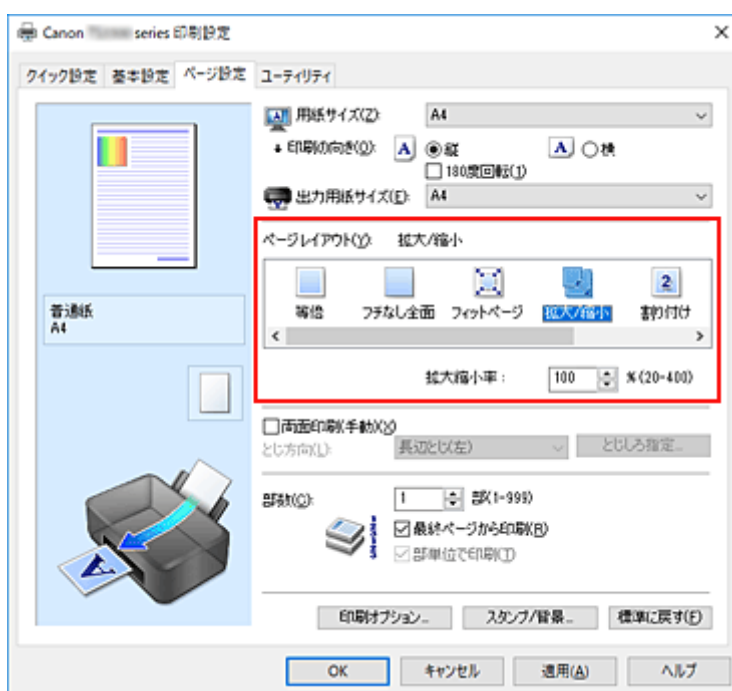 Canon series 印刷設定
クイック設定 基本設定 ページ設定 ユーティリティ
用紙サイズ(Z): A4
印刷の向き(O): A 縦 A 横
180度回転(1)
出力用紙サイズ(E): A4
ページレイアウト(Y): 拡大/縮小
等倍 フチなし全面 フィットページ 拡大/縮小 割り付け
2
拡大縮小率: 100 % (20-400)
普通紙
A4
両面印刷(手動)(X)
とじ方向(L): 長辺とじ(左) とじしろ指定...
部数(C): 1 部(1-999)
最終ページから印刷(R)
部単位で印刷(T)
印刷オプション... スタンプ/背景... 標準に戻す(F)
OK キャンセル 適用(A) ヘルプ